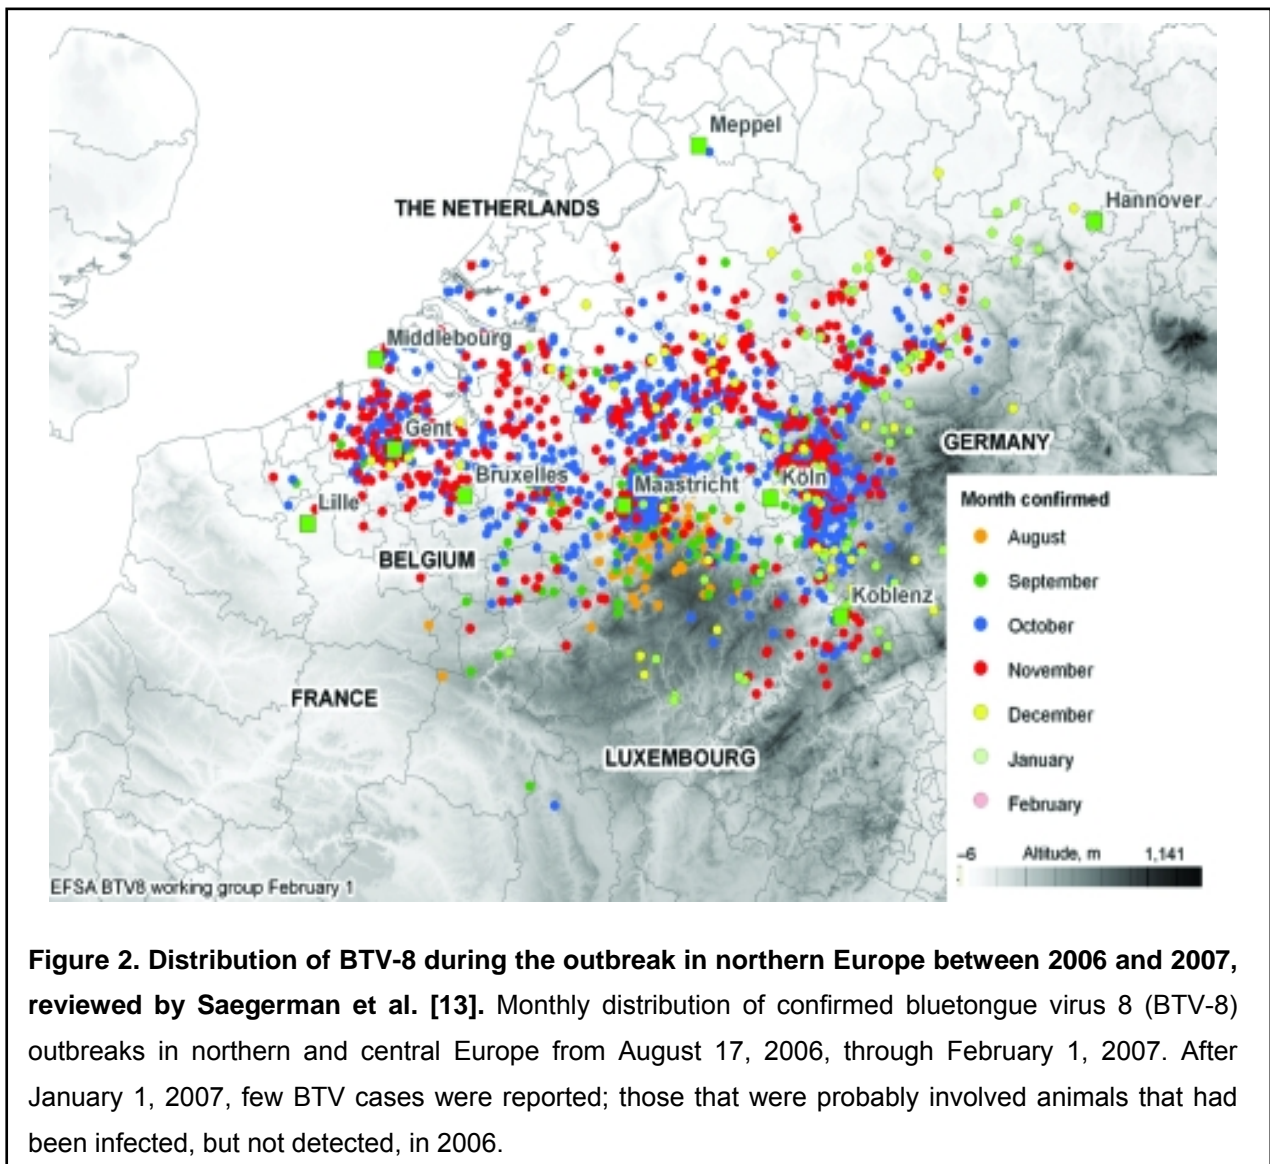 Meppel
Hannover
THE NETHERLANDS
Middlebourg
Gent
Bruxelles
Maastricht
Köln
GERMANY
Lille
BELGIUM
Koblenz
FRANCE
LUXEMBOURG
Month confirmed
August
September
October
November
December
January
February
–6 Altitude, m 1,141
EFSA BTV8 working group February 1
Figure 2. Distribution of BTV-8 during the outbreak in northern Europe between 2006 and 2007,
reviewed by Saegerman et al. [13]. Monthly distribution of confirmed bluetongue virus 8 (BTV-8)
outbreaks in northern and central Europe from August 17, 2006, through February 1, 2007. After
January 1, 2007, few BTV cases were reported; those that were probably involved animals that had
been infected, but not detected, in 2006.